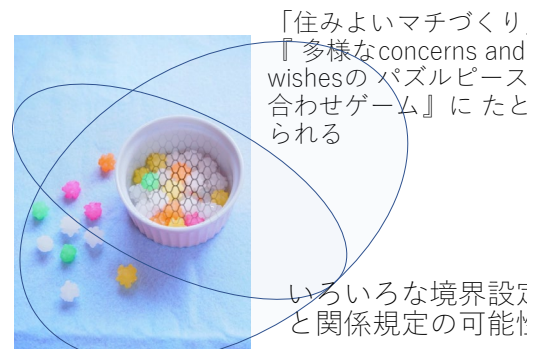 「住みよいマチづくり
『 多様なconcerns and
wishesの パズルピース
合わせゲーム』に たと
られる
いろいろな境界設定
と関係規定の可能性